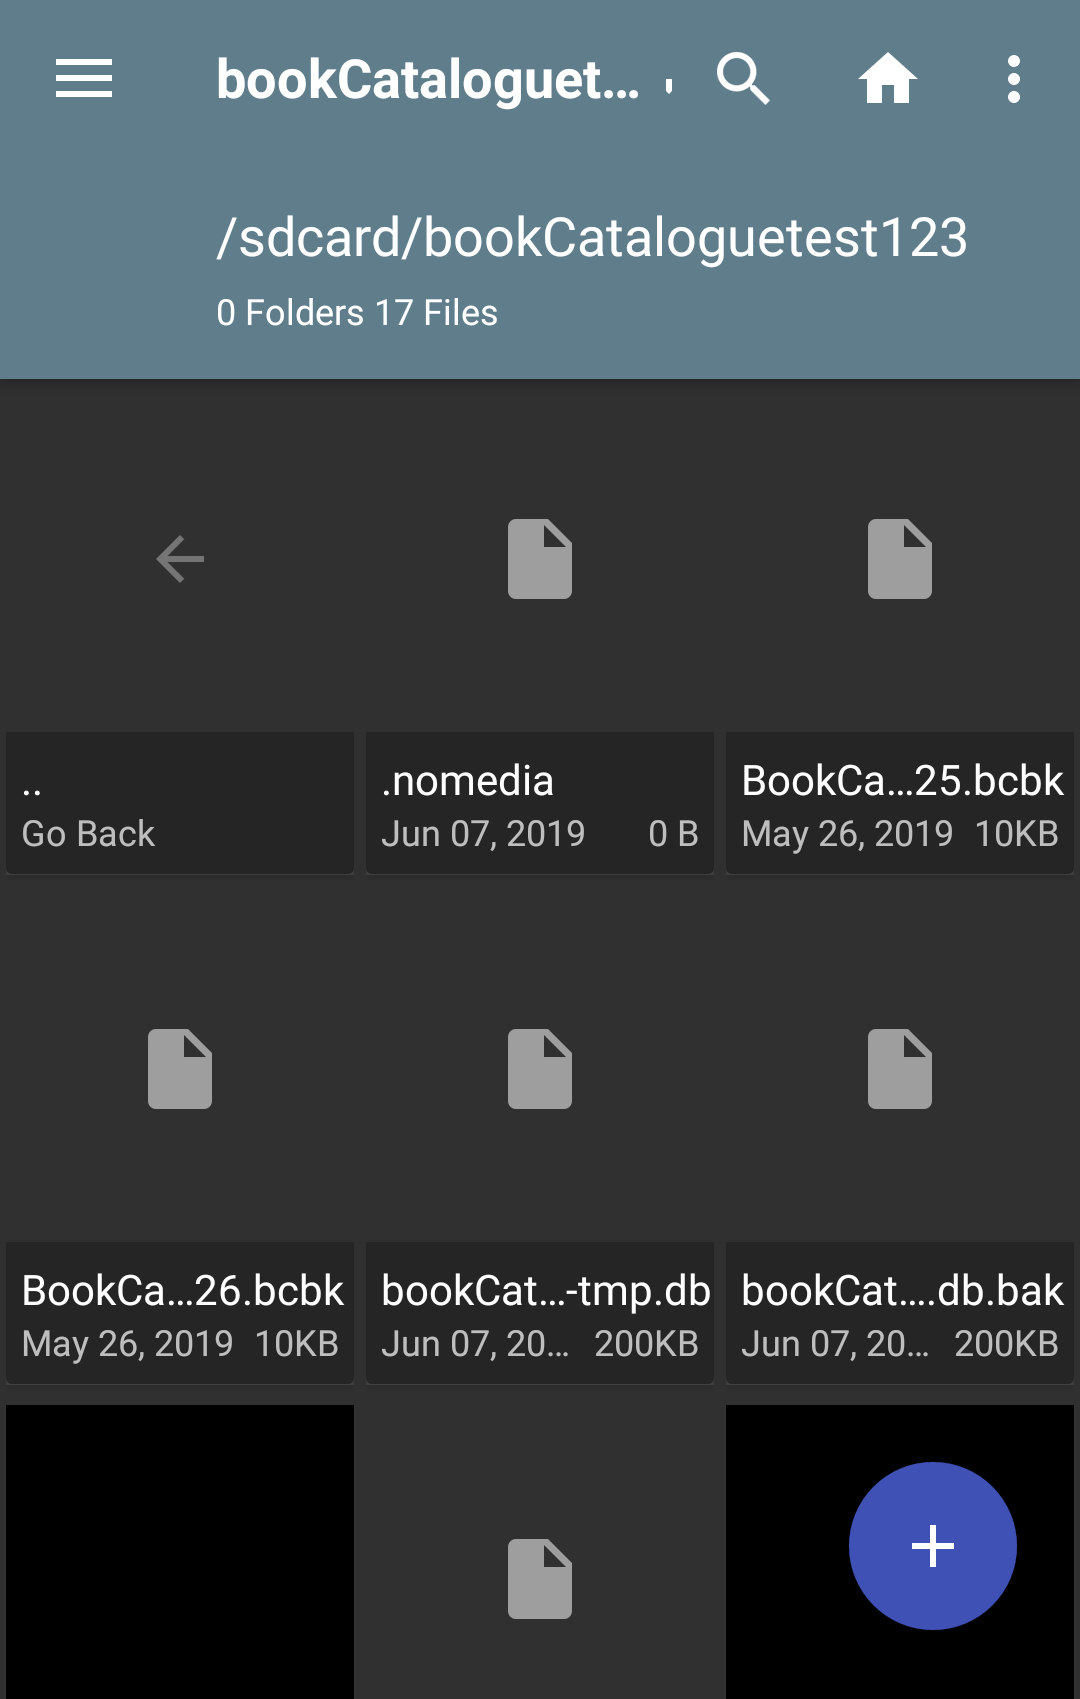 bookCataloguet...
/sdcard/bookCataloguetest123
0 Folders 17 Files
..
Go Back
.nomedia
Jun 07, 2019 0 B
BookCa...25.bcbk
May 26, 2019 10KB
BookCa...26.bcbk
May 26, 2019 10KB
bookCat...-tmp.db
Jun 07, 20... 200KB
bookCat....db.bak
Jun 07, 20... 200KB